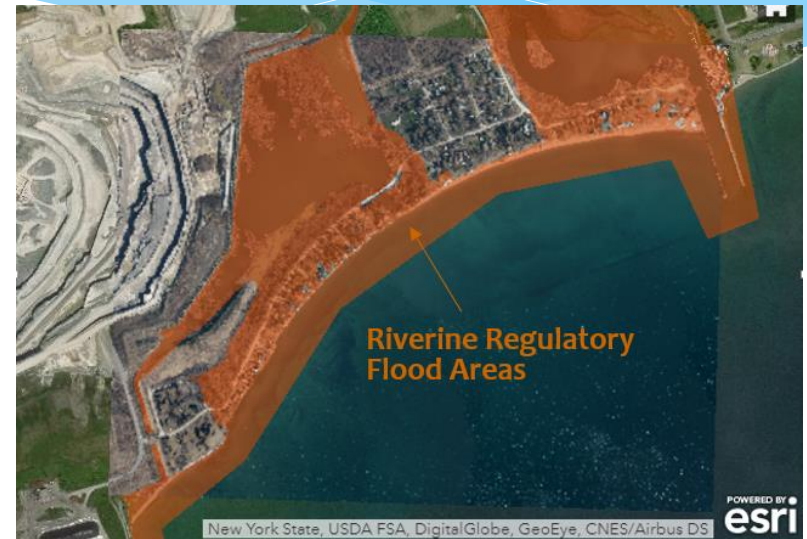 Riverine Regulatory
Flood Areas
POWERED BY
esri
New York State, USDA FSA, DigitalGlobe, GeoEye, CNES/Airbus DS